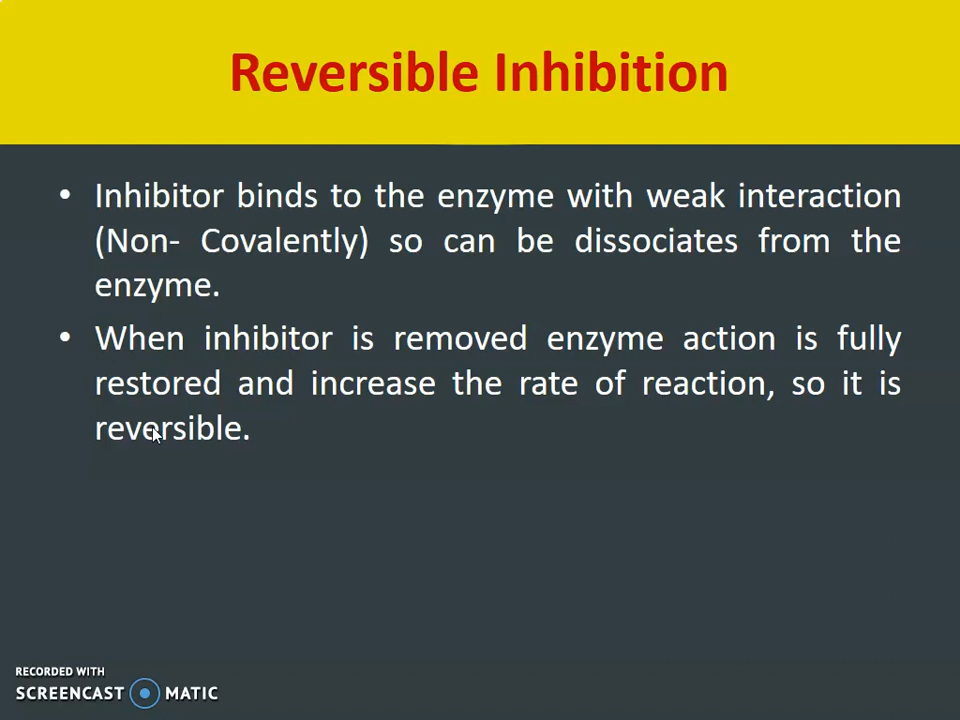 Reversible Inhibition
• Inhibitor binds to the enzyme with weak interaction
(Non- Covalently) so can be dissociates from the
enzyme.
• When inhibitor is removed enzyme action is fully
restored and increase the rate of reaction, so it is
reversible.
RECORDED WITH
SCREENCAST MATIC